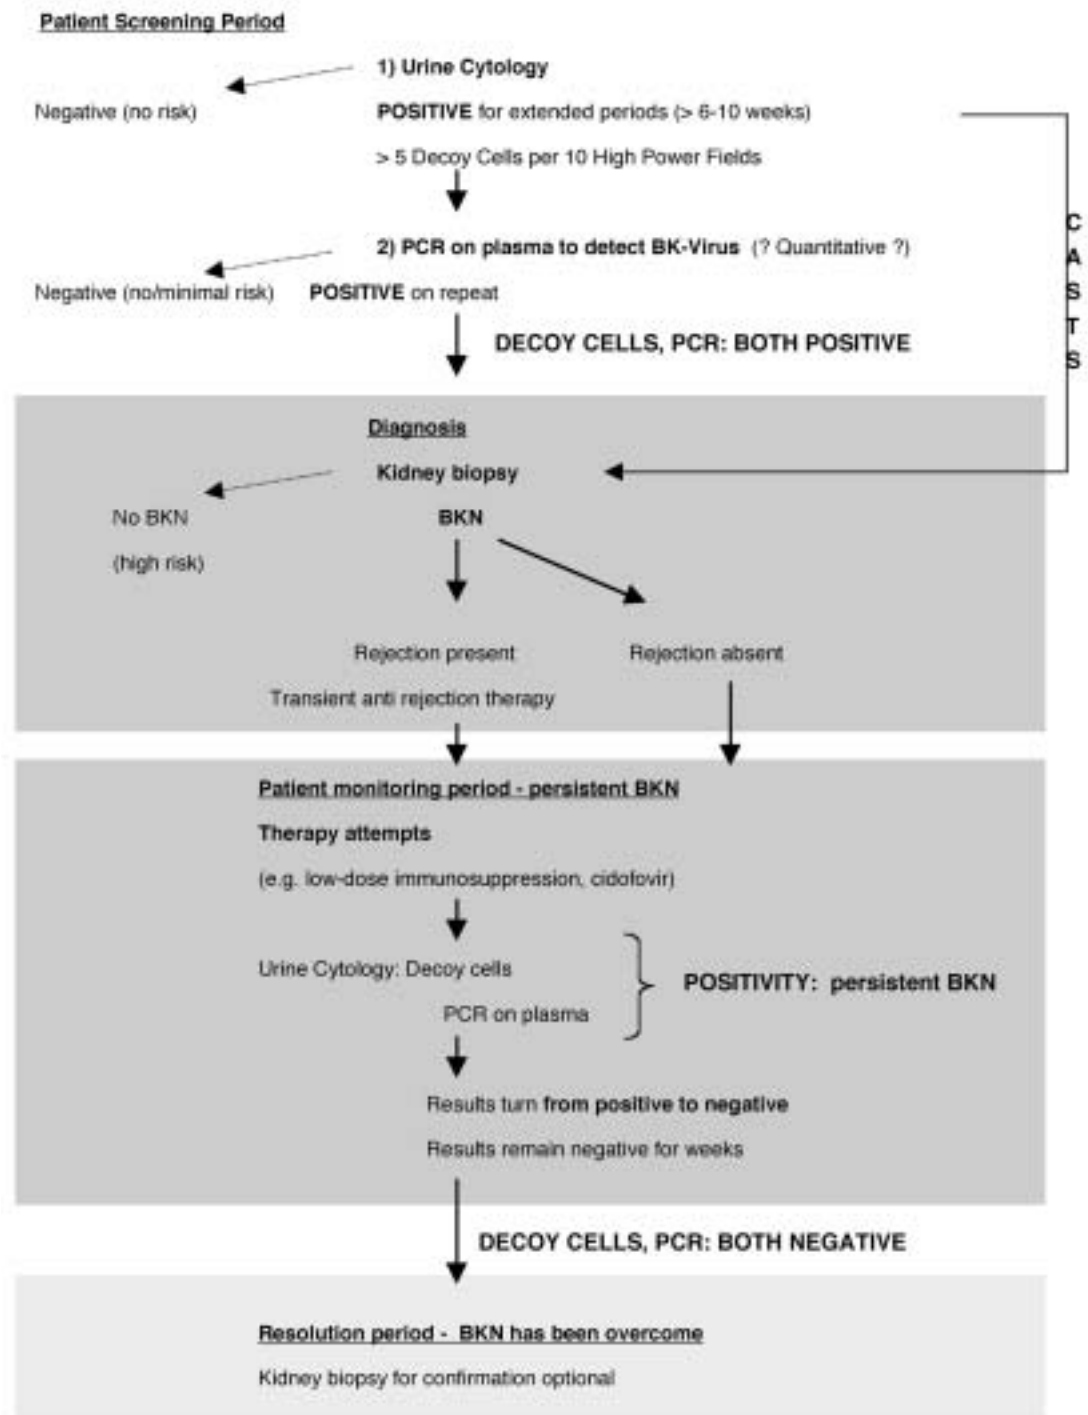 Patient Screening Period
1) Urine Cytology
Negative (no risk)
POSITIVE for extended periods (> 6-10 weeks)
> 5 Decoy Cells per 10 High Power Fields
CASTS
2) PCR on plasma to detect BK-Virus (? Quantitative ?)
Negative (no/minimal risk)
POSITIVE on repeat
DECOY CELLS, PCR: BOTH POSITIVE
Diagnosis
Kidney biopsy
No BKN
(high risk)
BKN
Rejection present
Rejection absent
Transient anti rejection therapy
Patient monitoring period - persistent BKN
Therapy attempts
(e.g. low-dose immunosuppression, cidofovir)
Urine Cytology: Decoy cells
PCR on plasma
POSITIVITY: persistent BKN
Results turn from positive to negative
Results remain negative for weeks
DECOY CELLS, PCR: BOTH NEGATIVE
Resolution period - BKN has been overcome
Kidney biopsy for confirmation optional